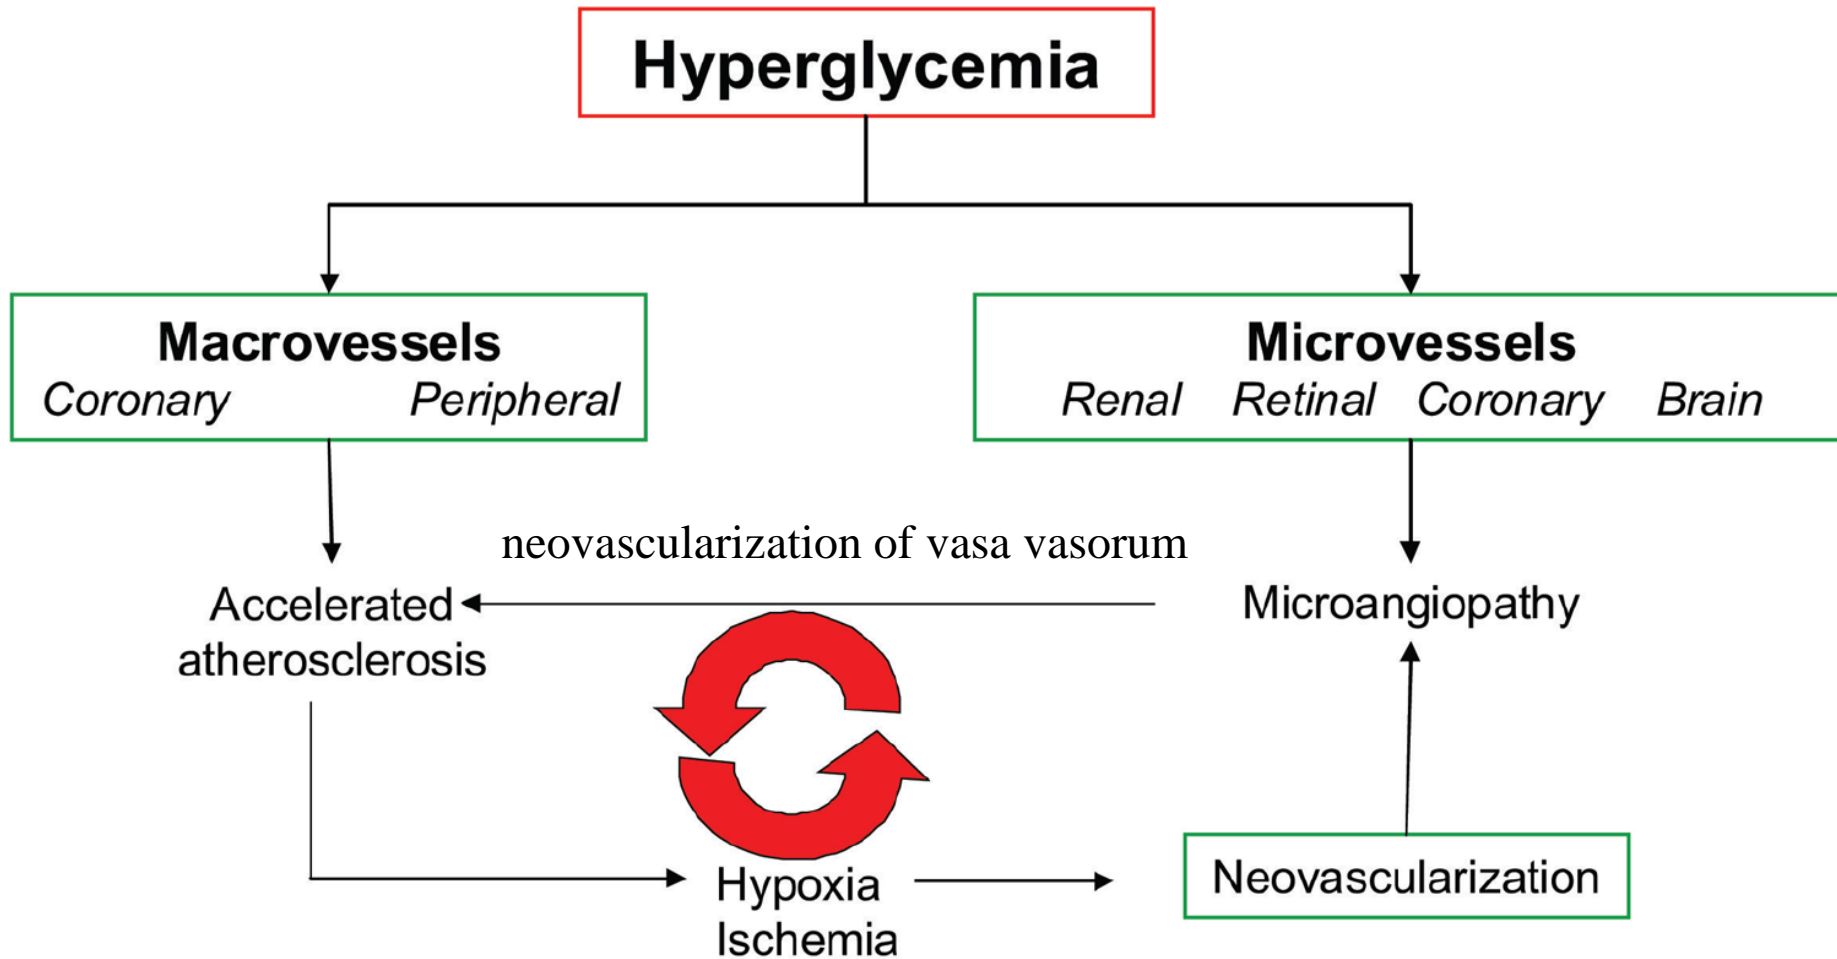 Hyperglycemia
Macrovessels
Coronary Peripheral
Microvessels
Renal Retinal Coronary Brain
neovascularization of vasa vasorum
Accelerated
atherosclerosis
Microangiopathy
Hypoxia
Ischemia
Neovascularization